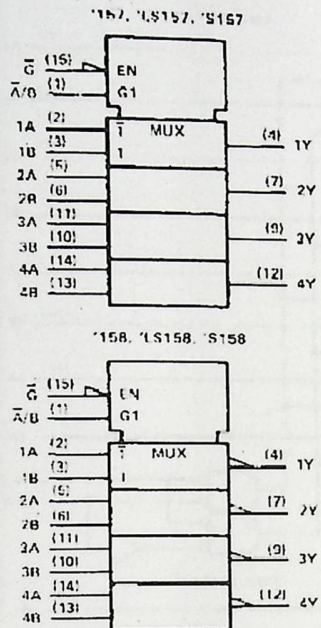 '157, 'LS157, 'S157
G̅ (15) EN
A̅/B (1) G1
1A (2) 1̅ MUX (4) 1Y
1B (3) 1
2A (5)
2B (6) (7) 2Y
3A (11)
3B (10) (9) 3Y
4A (14)
4B (13) (12) 4Y
'158, 'LS158, 'S158
G̅ (15) EN
A̅/B (1) G1
1A (2) 1̅ MUX (4) 1Y
1B (3) 1
2A (5)
2B (6) (7) 2Y
3A (11)
3B (10) (9) 3Y
4A (14)
4B (13) (12) 4Y